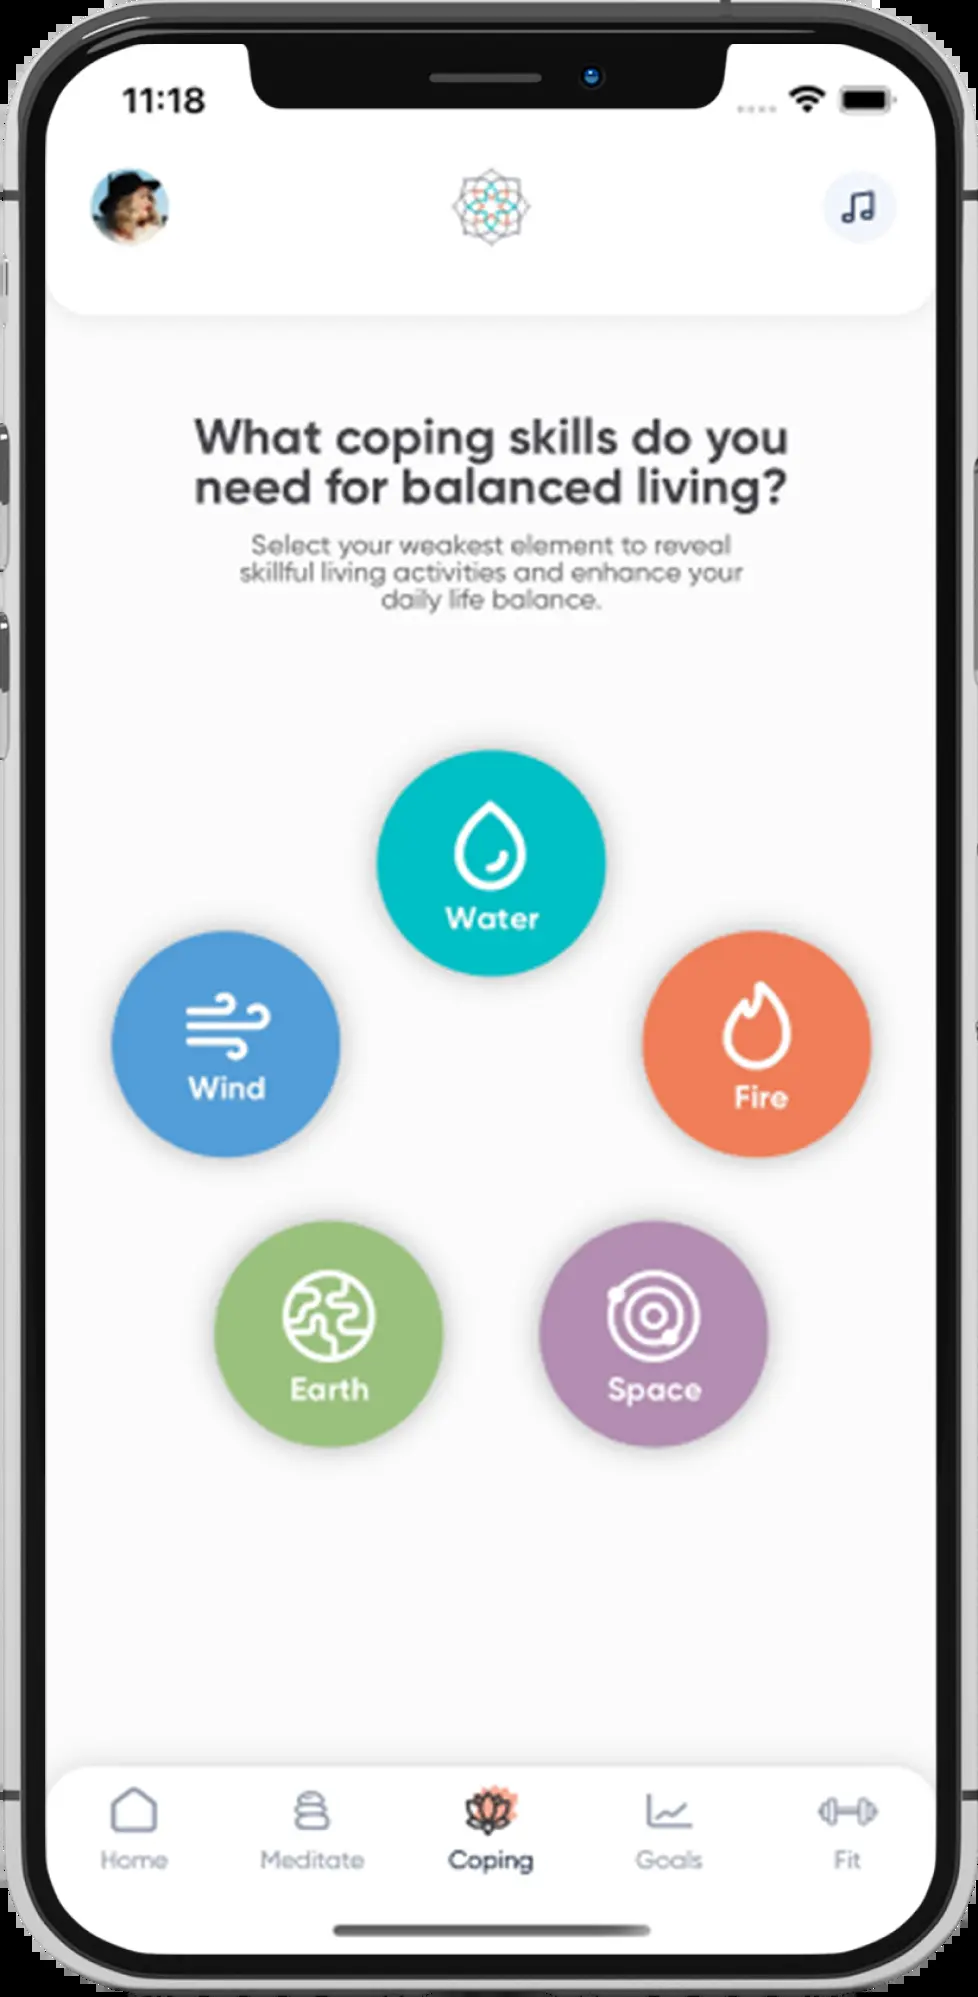 11:18
What coping skills do you
need for balanced living?
Select your weakest element to reveal
skillful living activities and enhance your
daily life balance.
Water
Wind
Fire
Earth
Space
Home
Meditate
Coping
Goals
Fit